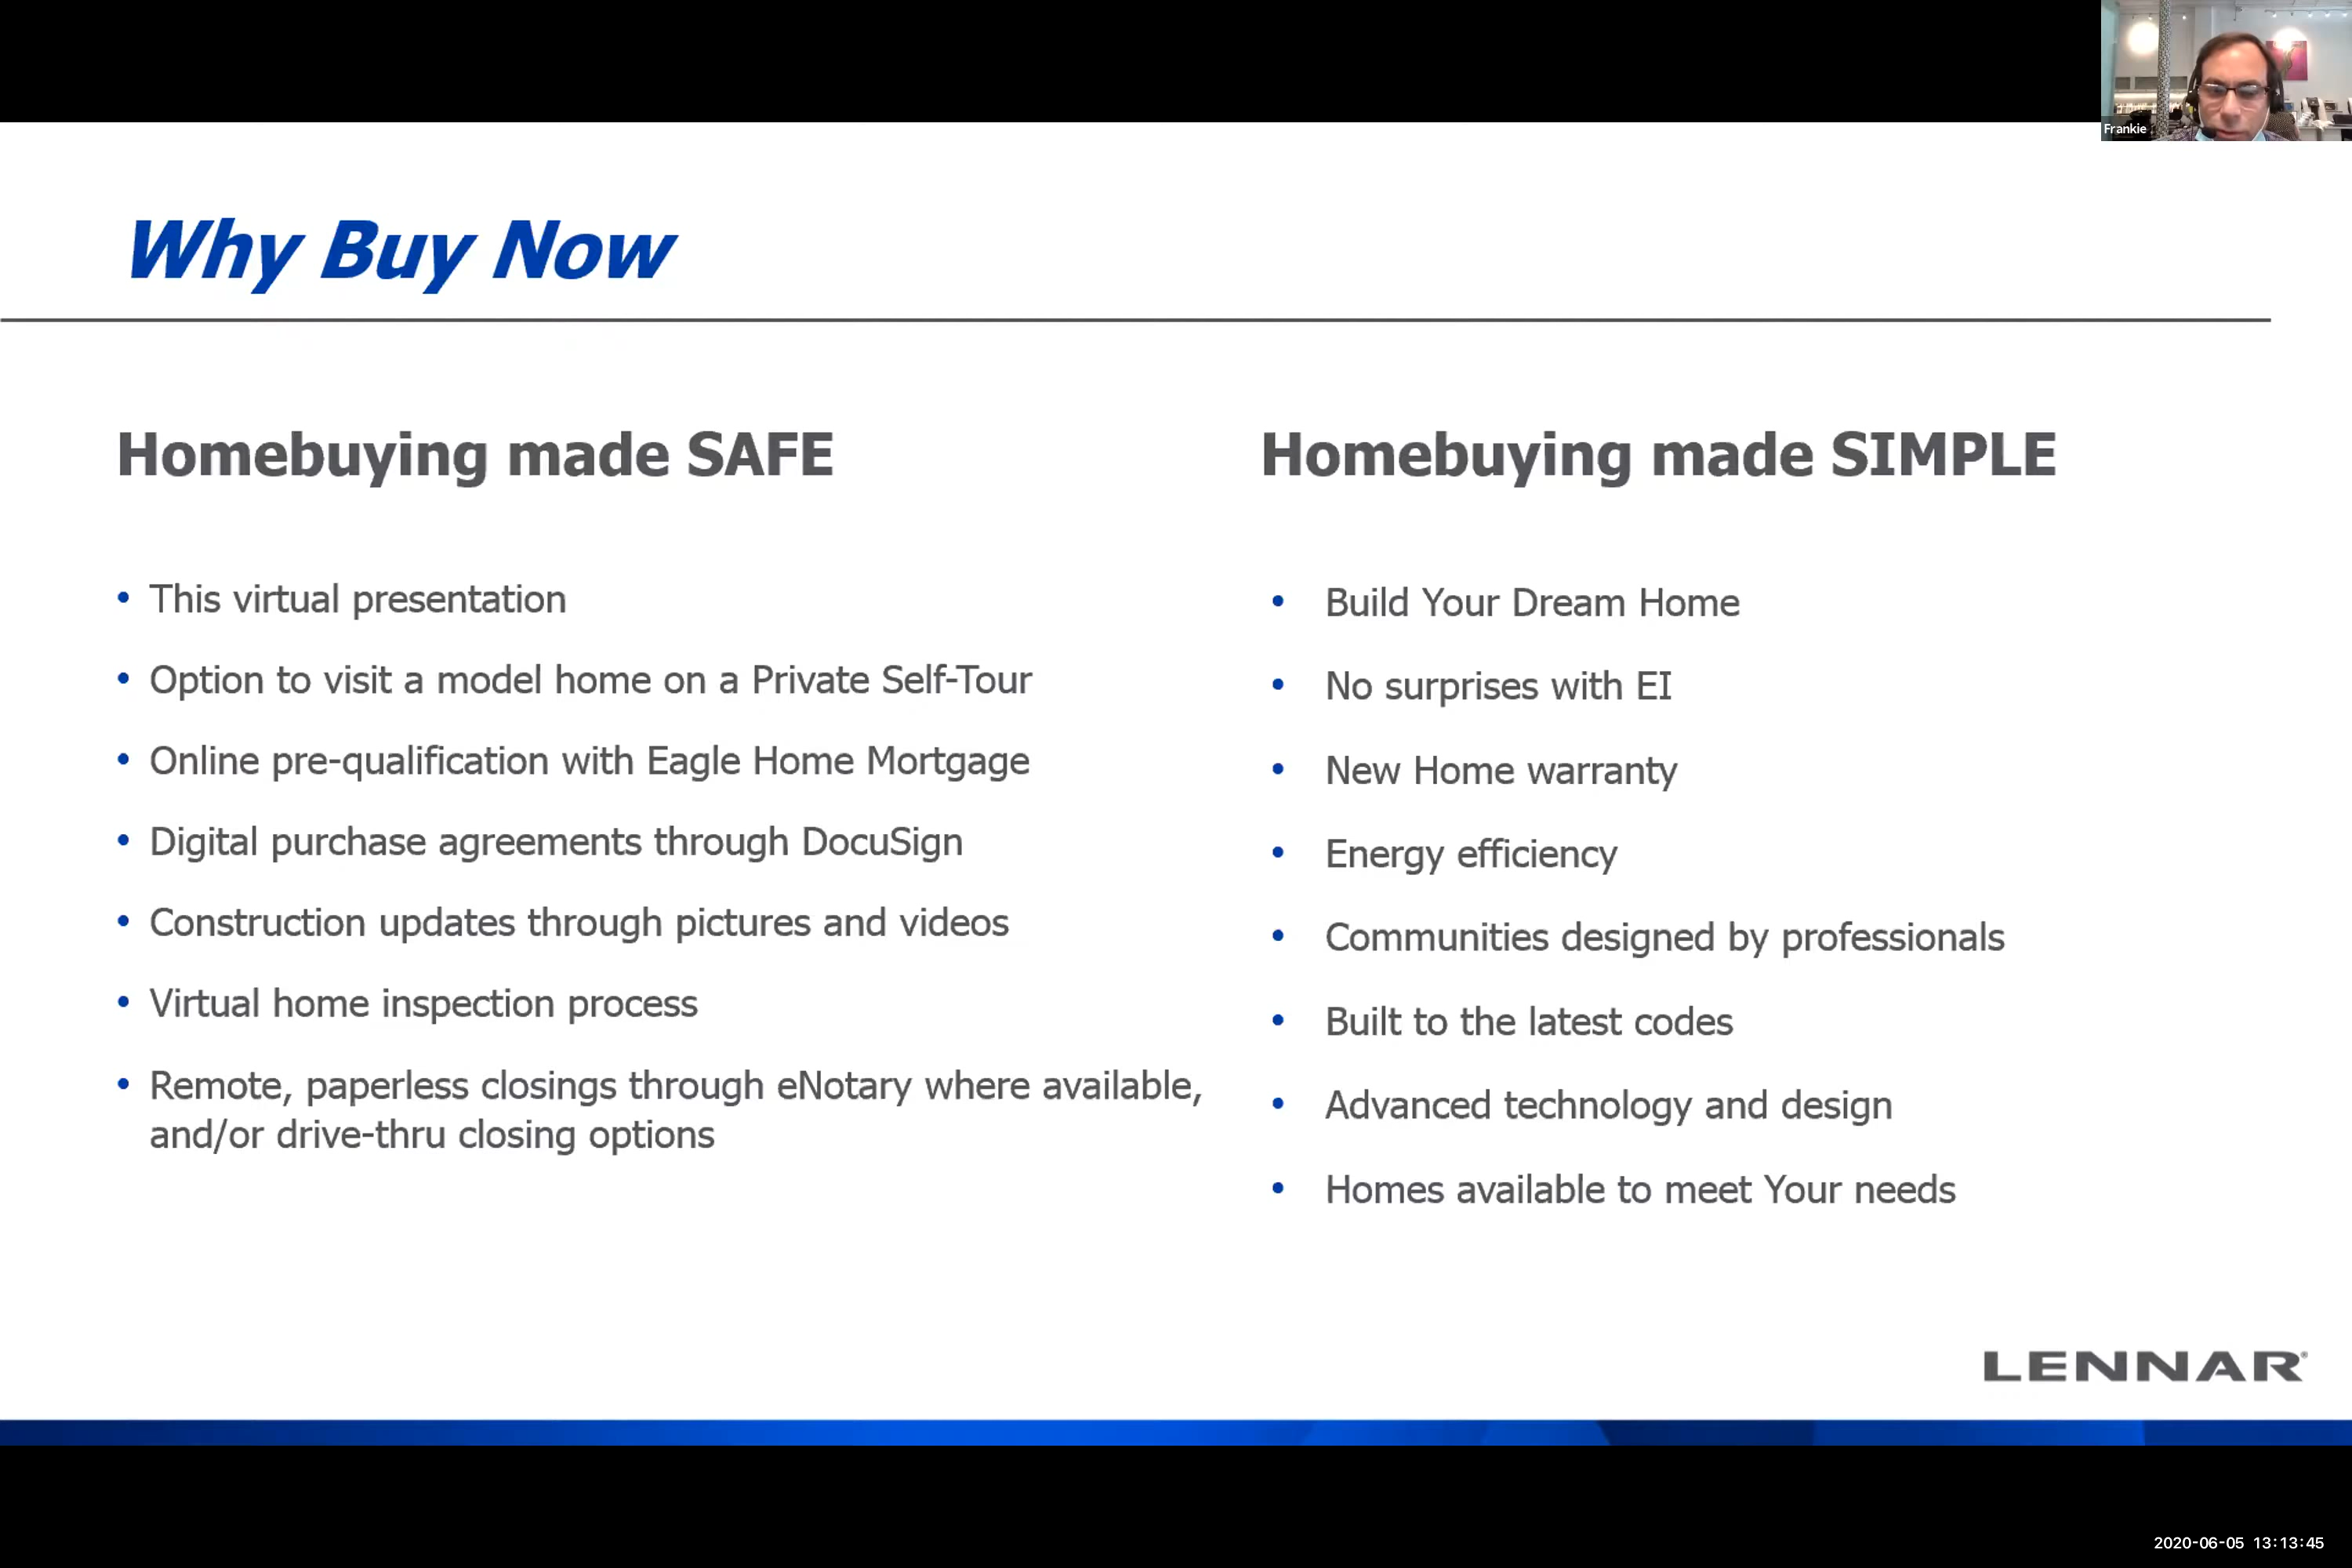 Frankie
Why Buy Now
Homebuying made SAFE
• This virtual presentation
• Option to visit a model home on a Private Self-Tour
• Online pre-qualification with Eagle Home Mortgage
• Digital purchase agreements through DocuSign
• Construction updates through pictures and videos
• Virtual home inspection process
• Remote, paperless closings through eNotary where available,
and/or drive-thru closing options
Homebuying made SIMPLE
• Build Your Dream Home
• No surprises with EI
• New Home warranty
• Energy efficiency
• Communities designed by professionals
• Built to the latest codes
• Advanced technology and design
• Homes available to meet Your needs
LENNAR®
2020-06-05 13:13:45